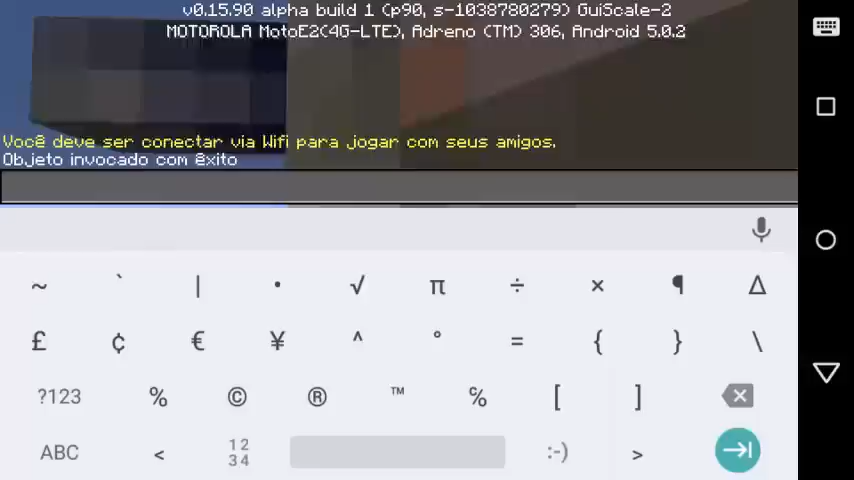 v0.15.90 alpha build 1 (p90, s-1038780279) GuiScale-2
MOTOROLA MotoE2(4G-LTE), Adreno (TM) 306, Android 5.0.2
Você deve ser conectar via Wifi para jogar com seus amigos.
Objeto invocado com êxito
~ ` | • √ π ÷ × ¶ Δ
£ ¢ € ¥ ^ ° = { } \
?123 % © ® ™ ℅ [ ]
ABC < 12 34 :-) >